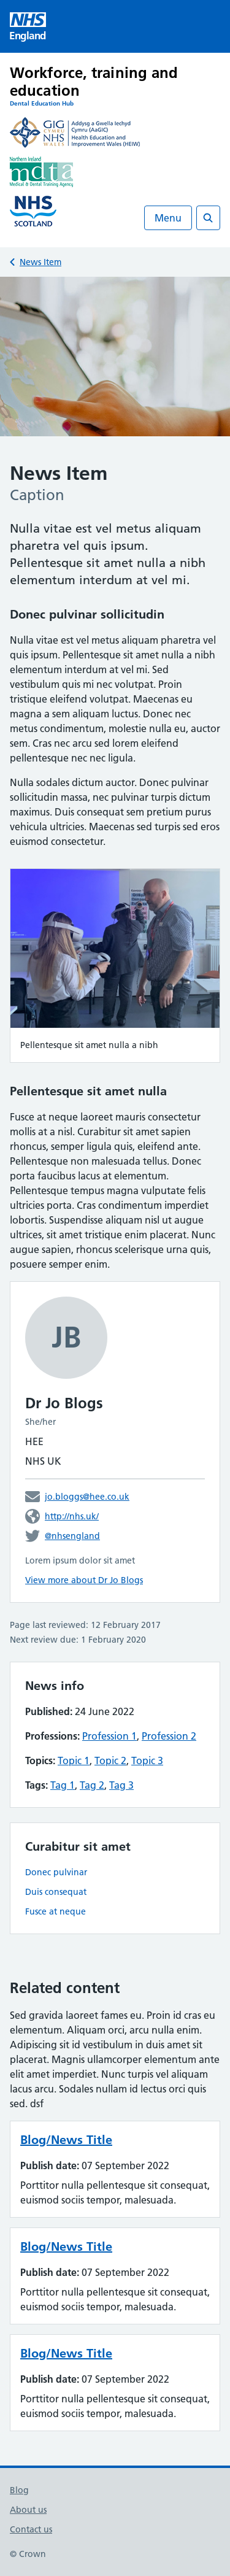 NHS
England
Workforce, training and
education
Dental Education Hub
GIG
CYMRU
NHS
WALES
Addysg a Gwella Iechyd
Cymru (AaGIC)
Health Education and
Improvement Wales (HEIW)
Northern Ireland
mdta
Medical & Dental Training Agency
NHS
SCOTLAND
Menu
News Item
News Item
Caption
Nulla vitae est vel metus aliquam
pharetra vel quis ipsum.
Pellentesque sit amet nulla a nibh
elementum interdum at vel mi.
Donec pulvinar sollicitudin
Nulla vitae est vel metus aliquam pharetra vel
quis ipsum. Pellentesque sit amet nulla a nibh
elementum interdum at vel mi. Sed
vestibulum quis mi nec volutpat. Proin
tristique eleifend volutpat. Maecenas eu
magna a sem aliquam luctus. Donec nec
metus condimentum, molestie nulla eu, auctor
sem. Cras nec arcu sed lorem eleifend
pellentesque nec nec ligula.
Nulla sodales dictum auctor. Donec pulvinar
sollicitudin massa, nec pulvinar turpis dictum
maximus. Duis consequat sem pretium purus
vehicula ultricies. Maecenas sed turpis sed eros
euismod consectetur.
Pellentesque sit amet nulla a nibh
Pellentesque sit amet nulla
Fusce at neque laoreet mauris consectetur
mollis at a nisl. Curabitur sit amet sapien
rhoncus, semper ligula quis, eleifend ante.
Pellentesque non malesuada tellus. Donec
porta faucibus lacus at elementum.
Pellentesque tempus magna vulputate felis
ultricies porta. Cras condimentum imperdiet
lobortis. Suspendisse aliquam nisl ut augue
ultrices, sit amet tristique enim placerat. Nunc
augue sapien, rhoncus scelerisque urna quis,
posuere semper enim.
JB
Dr Jo Blogs
She/her
HEE
NHS UK
jo.bloggs@hee.co.uk
http://nhs.uk/
@nhsengland
Lorem ipsum dolor sit amet
View more about Dr Jo Blogs
Page last reviewed: 12 February 2017
Next review due: 1 February 2020
News info
Published: 24 June 2022
Professions: Profession 1, Profession 2
Topics: Topic 1, Topic 2, Topic 3
Tags: Tag 1, Tag 2, Tag 3
Curabitur sit amet
Donec pulvinar
Duis consequat
Fusce at neque
Related content
Sed gravida laoreet fames eu. Proin id cras eu
elementum. Aliquam orci, arcu nulla enim.
Adipiscing id sit vestibulum in duis amet sit
placerat. Magnis ullamcorper elementum ante
elit amet imperdiet. Nunc turpis vel aliquam
lacus arcu. Sodales nullam id lectus orci quis
sed. dsf
Blog/News Title
Publish date: 07 September 2022
Porttitor nulla pellentesque sit consequat,
euismod sociis tempor, malesuada.
Blog/News Title
Publish date: 07 September 2022
Porttitor nulla pellentesque sit consequat,
euismod sociis tempor, malesuada.
Blog/News Title
Publish date: 07 September 2022
Porttitor nulla pellentesque sit consequat,
euismod sociis tempor, malesuada.
Blog
About us
Contact us
© Crown